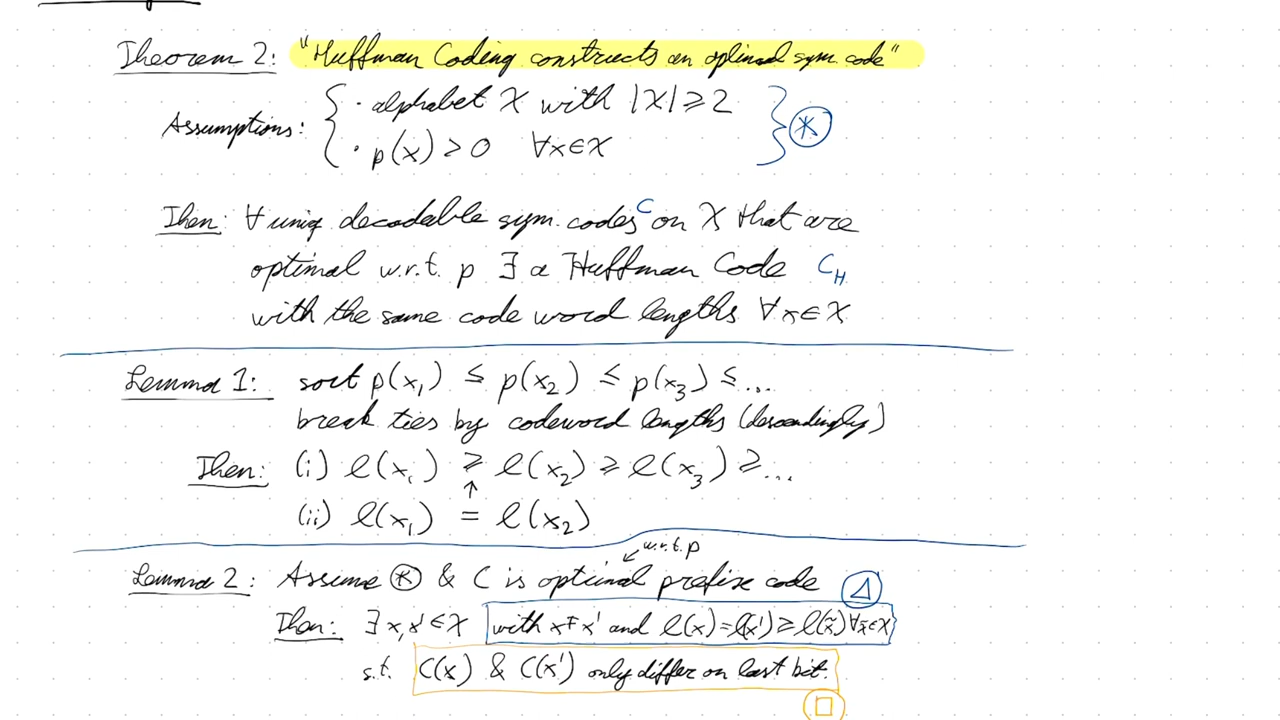 Theorem 2: "Huffman Coding constructs an optimal sym. code"
Assumptions: { · alphabet X with |X| ≥ 2 } ⊛
· p(x) > 0 ∀x∈X
Then: ∀ uniq decodable sym. codes C on X that are
optimal w.r.t. p ∃ a Huffman Code C_H
with the same code word lengths ∀x∈X
Lemma 1: sort p(x₁) ≤ p(x₂) ≤ p(x₃) ≤ ...
break ties by codeword lengths (descendingly)
Then: (i) ℓ(x₁) ≥ ℓ(x₂) ≥ ℓ(x₃) ≥ ...
↑
(ii) ℓ(x₁) = ℓ(x₂)
w.r.t. p
Lemma 2: Assume ⊛ & C is optimal prefix code △
Then: ∃ x,x' ∈ X with x≠x' and ℓ(x)=ℓ(x') ≥ ℓ(x̃) ∀x̃∈X
s.t. C(x) & C(x') only differ on last bit.
□